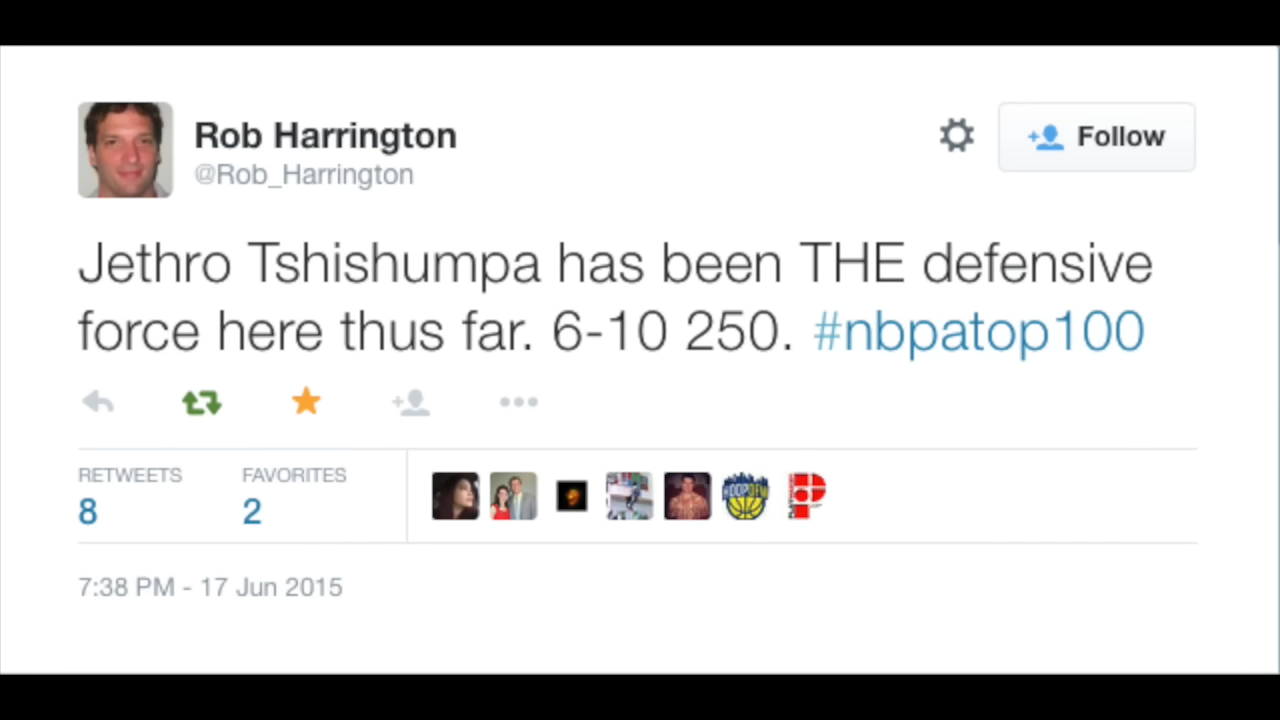 Rob Harrington
@Rob_Harrington
Follow
Jethro Tshishumpa has been THE defensive
force here thus far. 6-10 250. #nbpatop100
RETWEETS
8
FAVORITES
2
7:38 PM - 17 Jun 2015